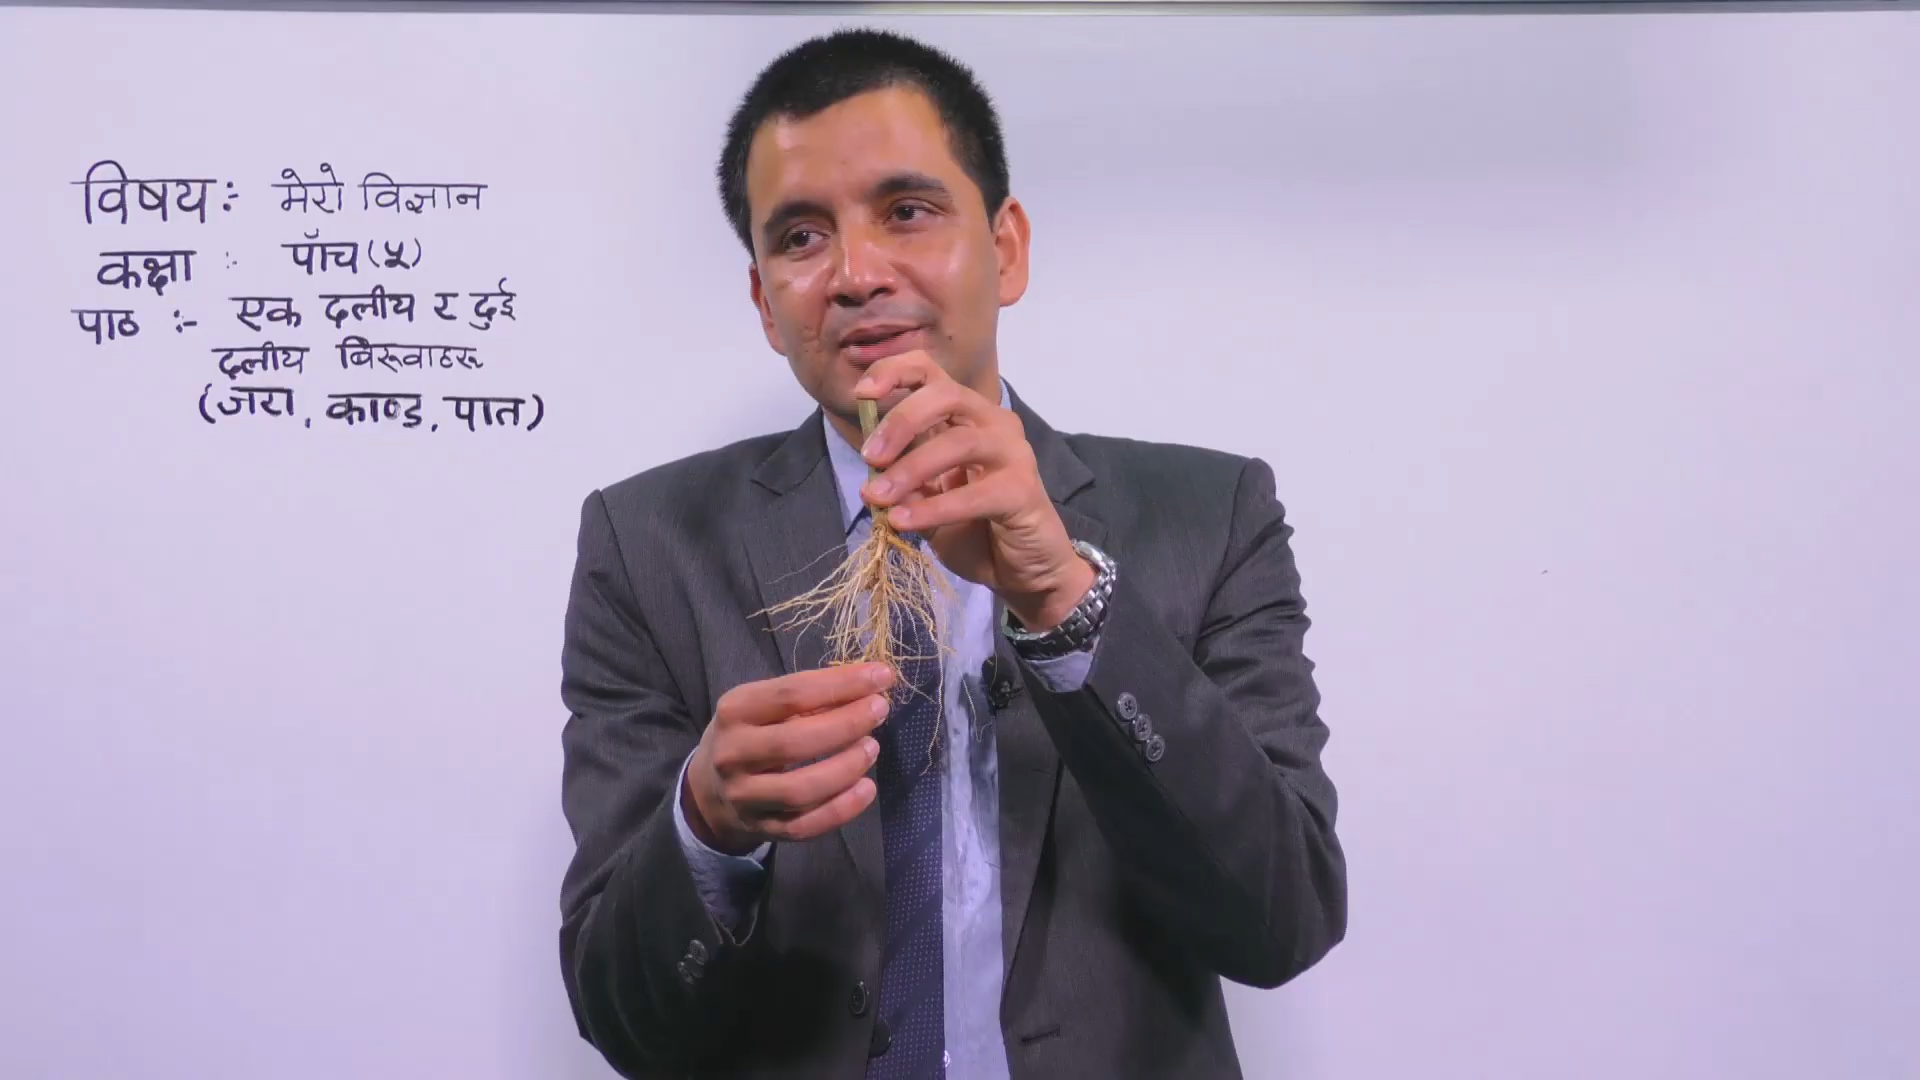 विषय :- मेरो विज्ञान
कक्षा :- पाँच (५)
पाठ :- एक दलीय र दुई
दलीय बिरूवाहरू
(जरा, काण्ड, पात)